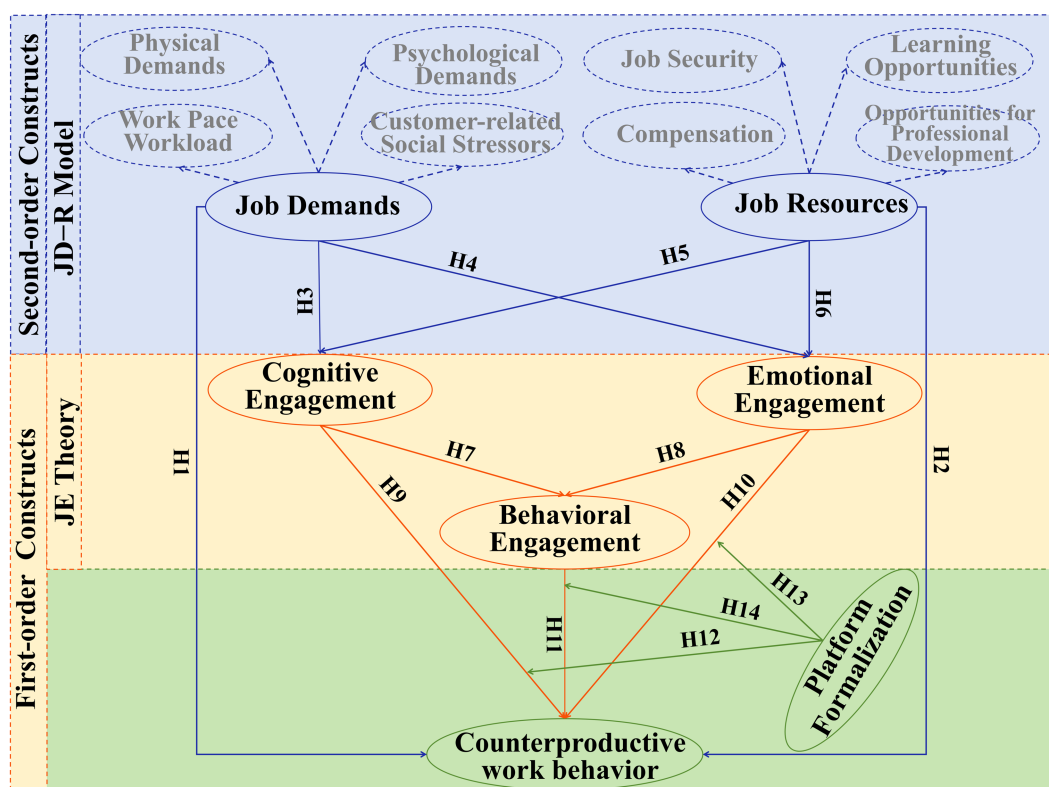 Second-order Constructs
JD−R Model
Physical
Demands
Psychological
Demands
Job Security
Learning
Opportunities
Work Pace
Workload
Customer-related
Social Stressors
Compensation
Opportunities for
Professional
Development
Job Demands
Job Resources
H4
H5
H3
H6
First-order Constructs
JE Theory
Cognitive
Engagement
Emotional
Engagement
H1
H7
H8
H2
H9
H10
Behavioral
Engagement
H13
H14
H11
H12
Platform
Formalization
Counterproductive
work behavior